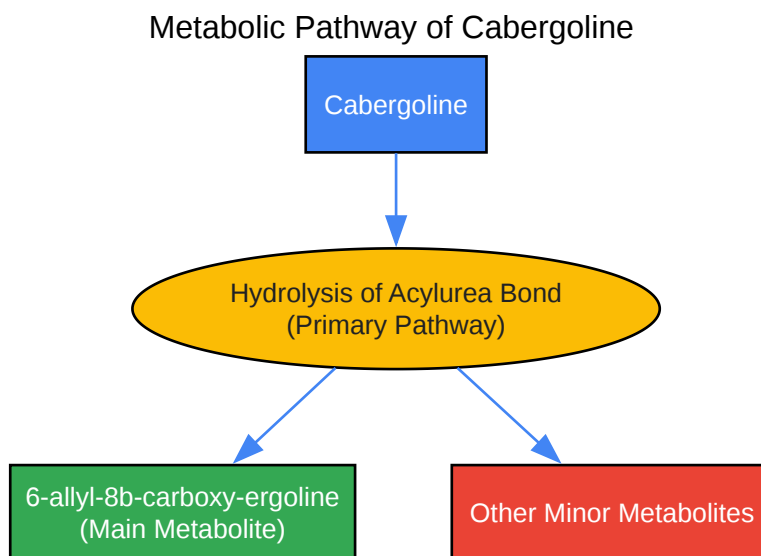 Metabolic Pathway of Cabergoline
Cabergoline
Hydrolysis of Acylurea Bond
(Primary Pathway)
6-allyl-8b-carboxy-ergoline
(Main Metabolite)
Other Minor Metabolites